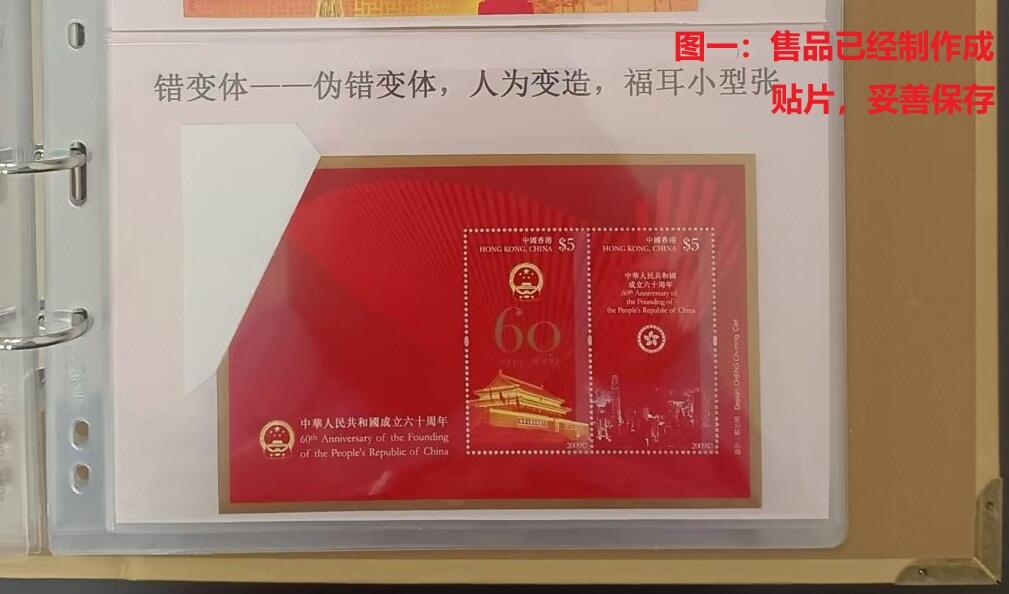 图一：售品已经制作成
贴片，妥善保存
错变体——伪错变体，人为变造，福耳小型张
中國香港
HONG KONG, CHINA $5
60
2009©
中國香港
HONG KONG, CHINA $5
中華人民共和國
成立六十周年
60th Anniversary of
the Founding of
the People's Republic of China
2009©
中華人民共和國成立六十周年
60th Anniversary of the Founding
of the People's Republic of China
Design: CHENG Chi-ming, Carl